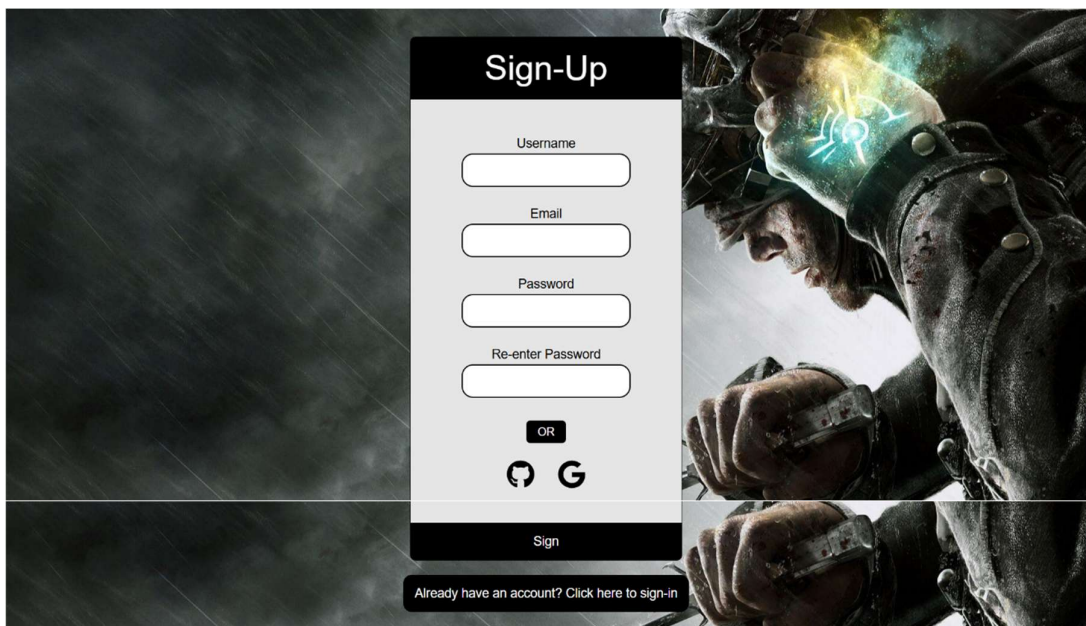 Sign-Up
Username
Email
Password
Re-enter Password
OR
Sign
Already have an account? Click here to sign-in